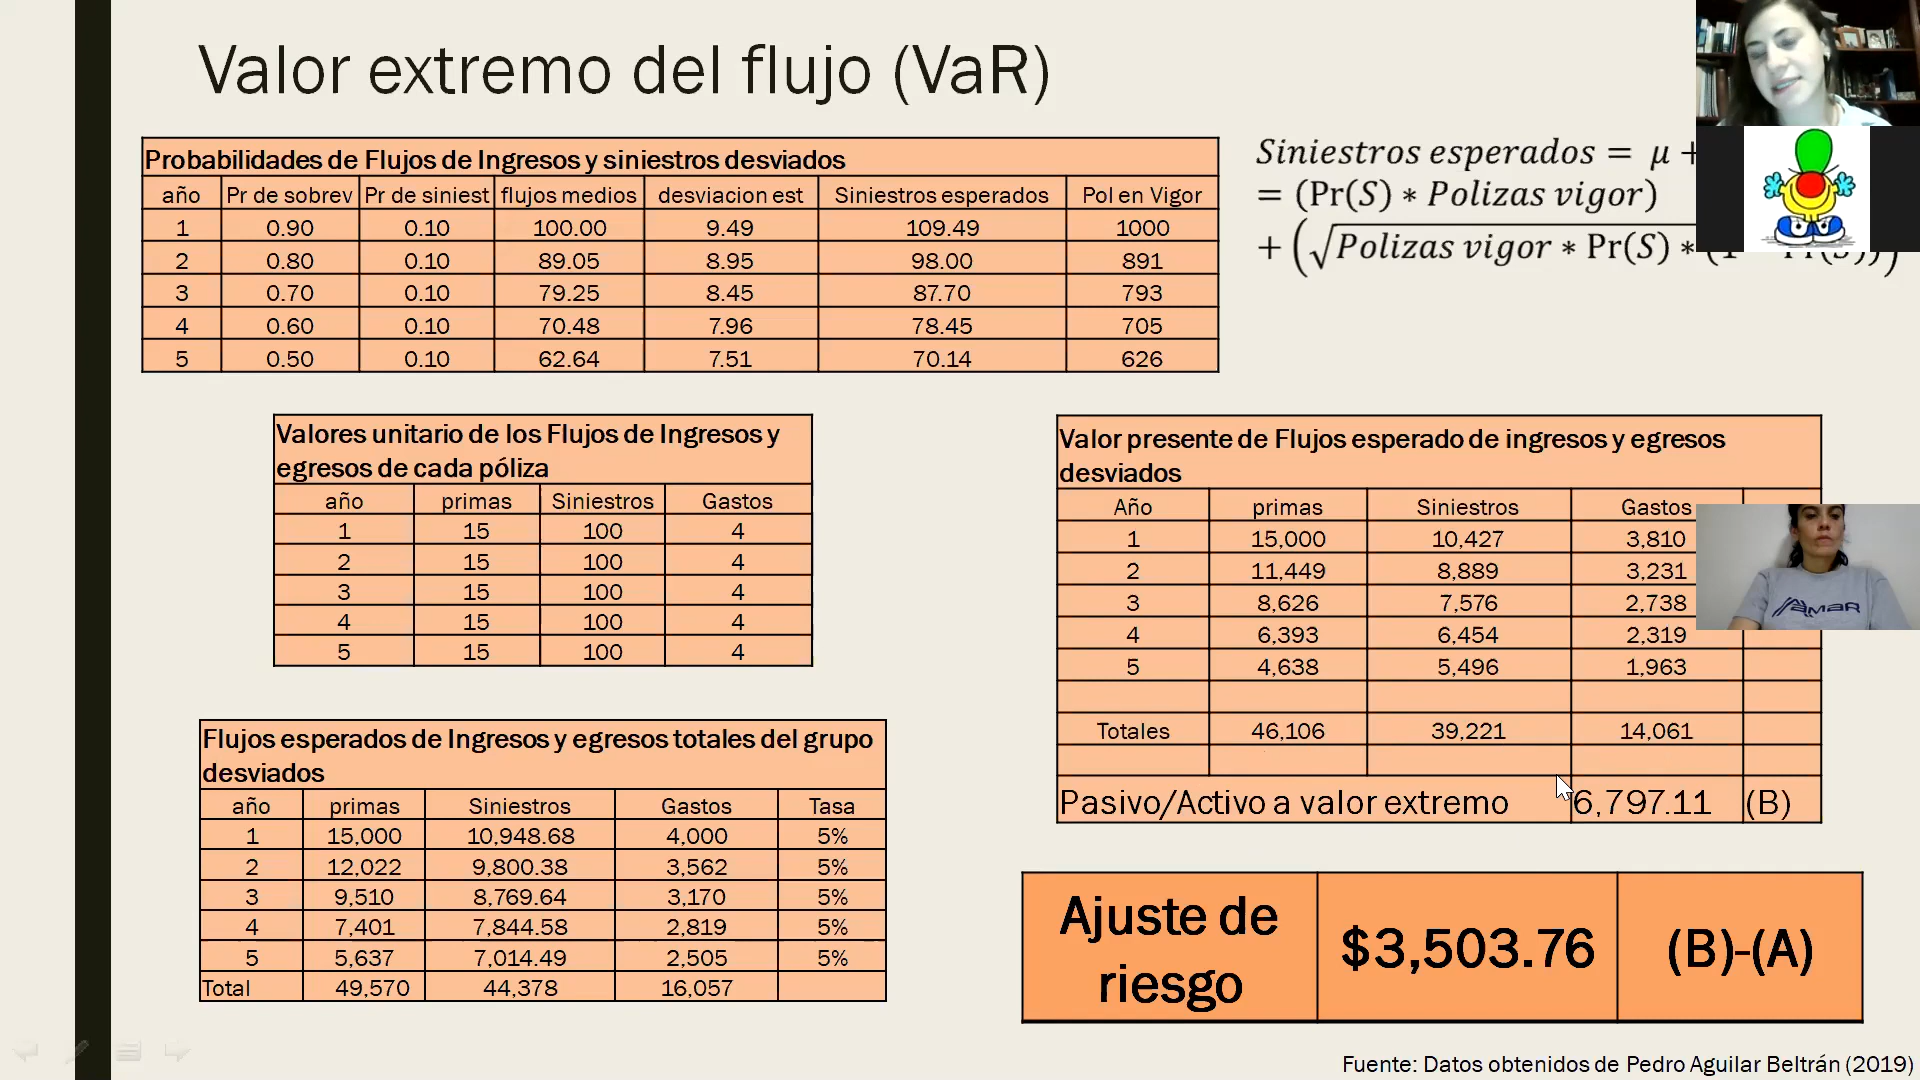 Valor extremo del flujo (VaR)
Probabilidades de Flujos de Ingresos y siniestros desviados
año Pr de sobrev Pr de siniest flujos medios desviacion est Siniestros esperados Pol en Vigor
1 0.90 0.10 100.00 9.49 109.49 1000
2 0.80 0.10 89.05 8.95 98.00 891
3 0.70 0.10 79.25 8.45 87.70 793
4 0.60 0.10 70.48 7.96 78.45 705
5 0.50 0.10 62.64 7.51 70.14 626
Siniestros esperados = μ +
= (Pr(S) ∗ Polizas vigor)
+ (√Polizas vigor ∗ Pr(S) ∗
Valores unitario de los Flujos de Ingresos y
egresos de cada póliza
año primas Siniestros Gastos
1 15 100 4
2 15 100 4
3 15 100 4
4 15 100 4
5 15 100 4
Valor presente de Flujos esperado de ingresos y egresos
desviados
Año primas Siniestros Gastos
1 15,000 10,427 3,810
2 11,449 8,889 3,231
3 8,626 7,576 2,738
4 6,393 6,454 2,319
5 4,638 5,496 1,963
Totales 46,106 39,221 14,061
Pasivo/Activo a valor extremo 6,797.11 (B)
AMAR
Flujos esperados de Ingresos y egresos totales del grupo
desviados
año primas Siniestros Gastos Tasa
1 15,000 10,948.68 4,000 5%
2 12,022 9,800.38 3,562 5%
3 9,510 8,769.64 3,170 5%
4 7,401 7,844.58 2,819 5%
5 5,637 7,014.49 2,505 5%
Total 49,570 44,378 16,057
Ajuste de
riesgo
$3,503.76
(B)-(A)
Fuente: Datos obtenidos de Pedro Aguilar Beltrán (2019)